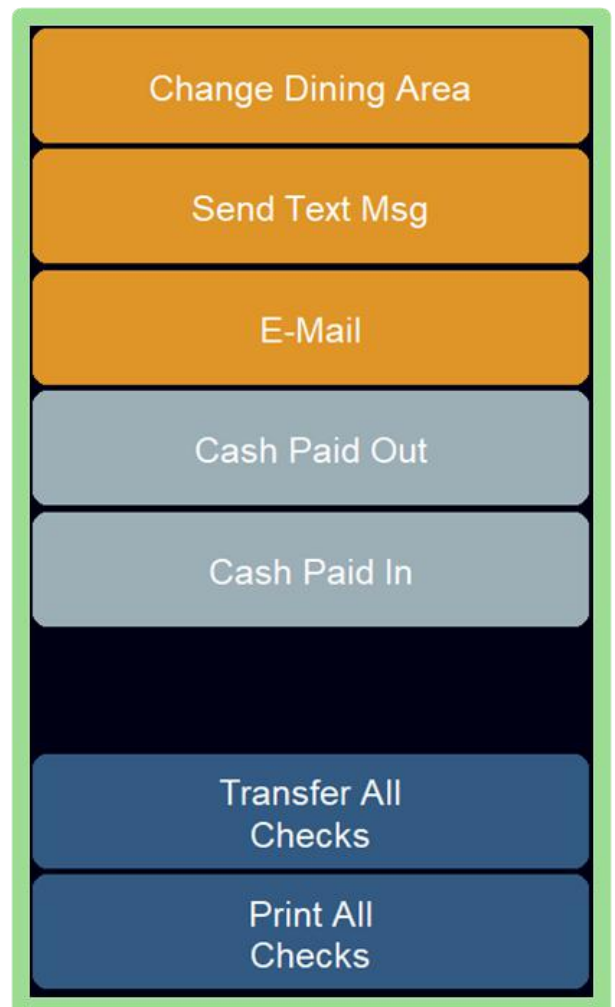 Change Dining Area
Send Text Msg
E-Mail
Cash Paid Out
Cash Paid In
Transfer All
Checks
Print All
Checks